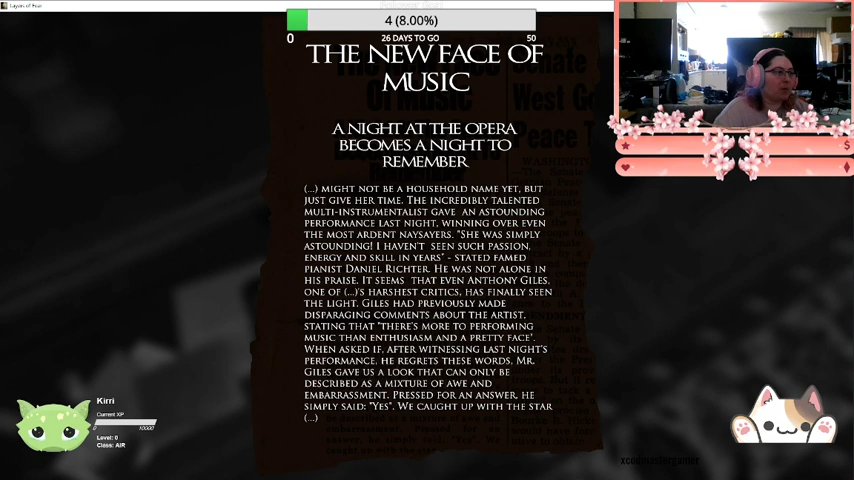 Layers of Fear
4 (8.00%)
0 26 DAYS TO GO 50
THE NEW FACE OF
MUSIC
A NIGHT AT THE OPERA
BECOMES A NIGHT TO
REMEMBER
(...) MIGHT NOT BE A HOUSEHOLD NAME YET, BUT
JUST GIVE HER TIME. THE INCREDIBLY TALENTED
MULTI-INSTRUMENTALIST GAVE AN ASTOUNDING
PERFORMANCE LAST NIGHT, WINNING OVER EVEN
THE MOST ARDENT NAYSAYERS. "SHE WAS SIMPLY
ASTOUNDING! I HAVEN'T SEEN SUCH PASSION,
ENERGY AND SKILL IN YEARS" - STATED FAMED
PIANIST DANIEL RICHTER. HE WAS NOT ALONE IN
HIS PRAISE. IT SEEMS THAT EVEN ANTHONY GILES,
ONE OF (...)'S HARSHEST CRITICS, HAS FINALLY SEEN
THE LIGHT. GILES HAD PREVIOUSLY MADE
DISPARAGING COMMENTS ABOUT THE ARTIST,
STATING THAT "THERE'S MORE TO PERFORMING
MUSIC THAN ENTHUSIASM AND A PRETTY FACE".
WHEN ASKED IF, AFTER WITNESSING LAST NIGHT'S
PERFORMANCE, HE REGRETS THESE WORDS, MR.
GILES GAVE US A LOOK THAT CAN ONLY BE
DESCRIBED AS A MIXTURE OF AWE AND
EMBARRASSMENT. PRESSED FOR AN ANSWER, HE
SIMPLY SAID: "YES". WE CAUGHT UP WITH THE STAR
(...)
Kirri
Current XP
0 10000
Level: 0
Class: AIR